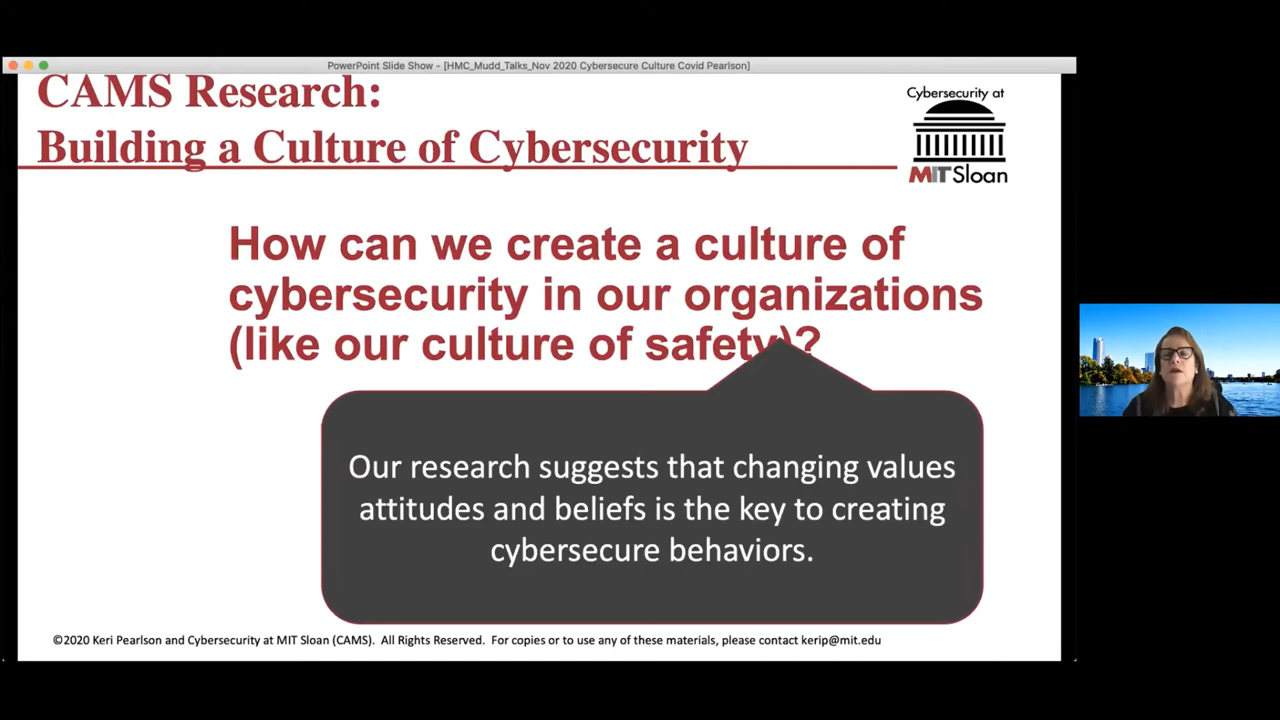 PowerPoint Slide Show - [HMC_Mudd_Talks_Nov 2020 Cybersecure Culture Covid Pearlson]
CAMS Research:
Building a Culture of Cybersecurity
Cybersecurity at
MIT Sloan
How can we create a culture of
cybersecurity in our organizations
(like our culture of safety)?
Our research suggests that changing values
attitudes and beliefs is the key to creating
cybersecure behaviors.
©2020 Keri Pearlson and Cybersecurity at MIT Sloan (CAMS). All Rights Reserved. For copies or to use any of these materials, please contact kerip@mit.edu